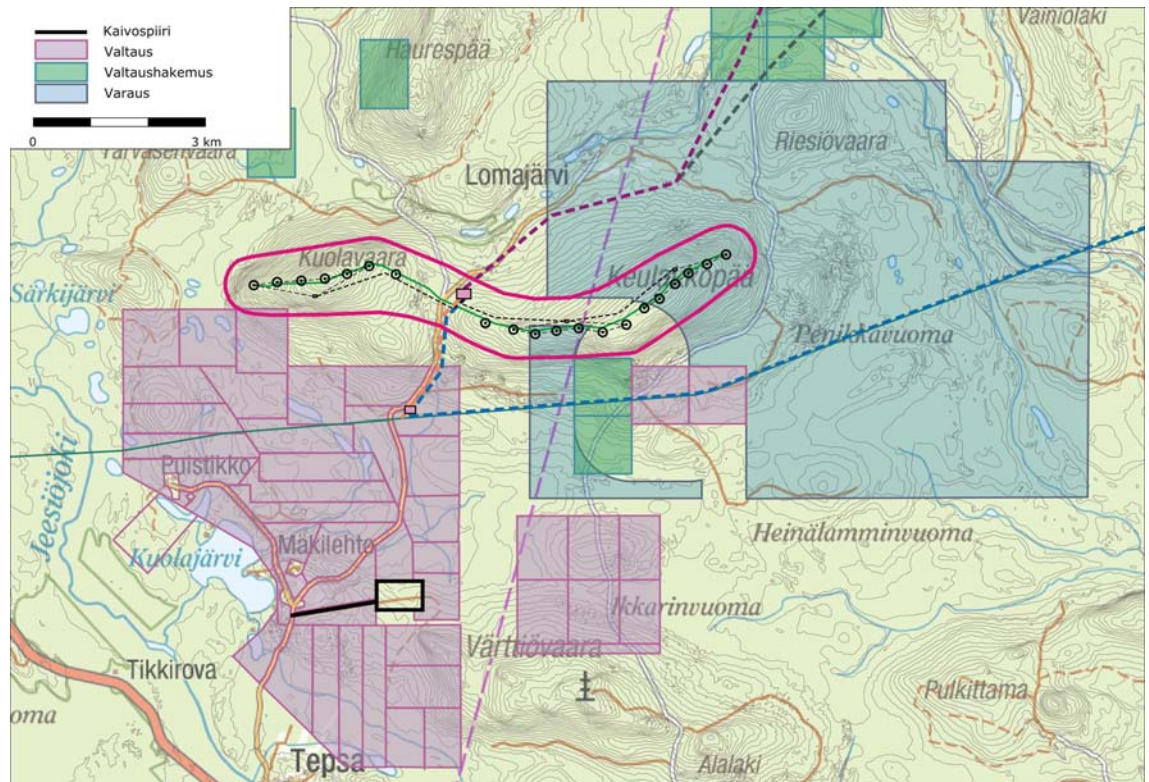 Kaivospiiri
Valtaus
Valtaushakemus
Varaus
0 3 km
Vainiolaki
Haurespää
Riesiövaara
Tarvasenvaara
Lomajärvi
Kuolavaara
Keulakkopää
Särkijärvi
Penikkavuoma
Jeesiöjoki
Puistikko
Kuolajärvi
Mäkilehto
Heinälamminvuoma
Ikkarinvuoma
Värttiövaara
Tikkirova
Pulkittama
oma
Tepsa
Alalaki